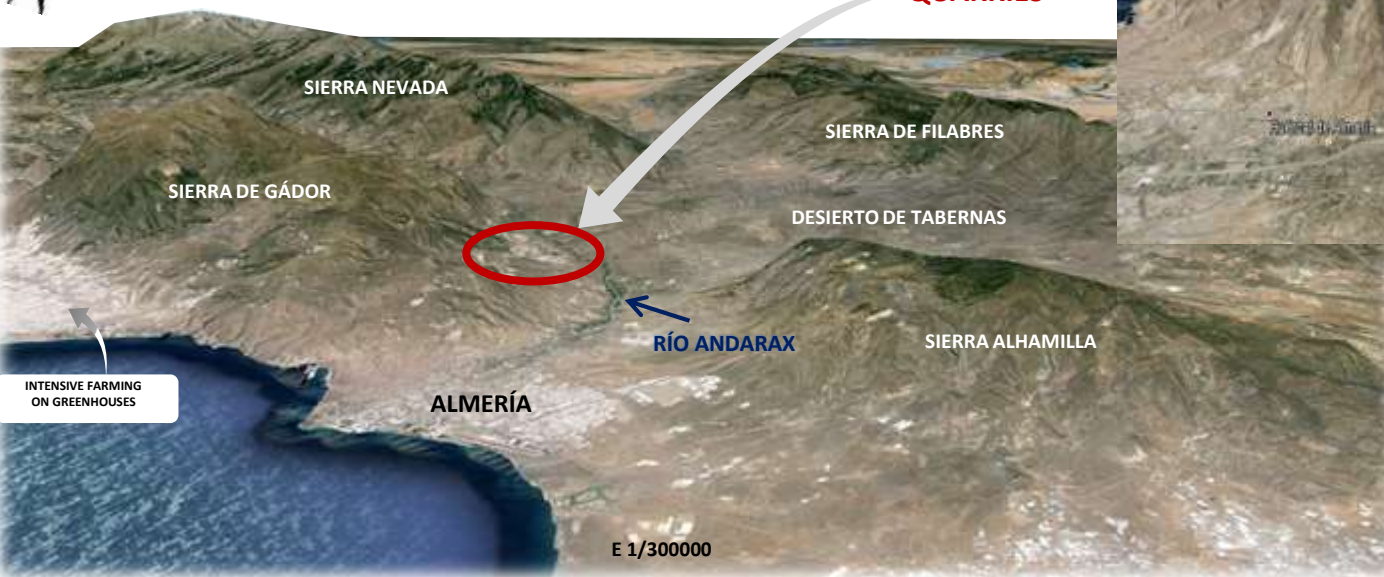 QUARRIES
SIERRA NEVADA
SIERRA DE FILABRES
SIERRA DE GÁDOR
DESIERTO DE TABERNAS
RÍO ANDARAX
SIERRA ALHAMILLA
INTENSIVE FARMING
ON GREENHOUSES
ALMERÍA
E 1/300000